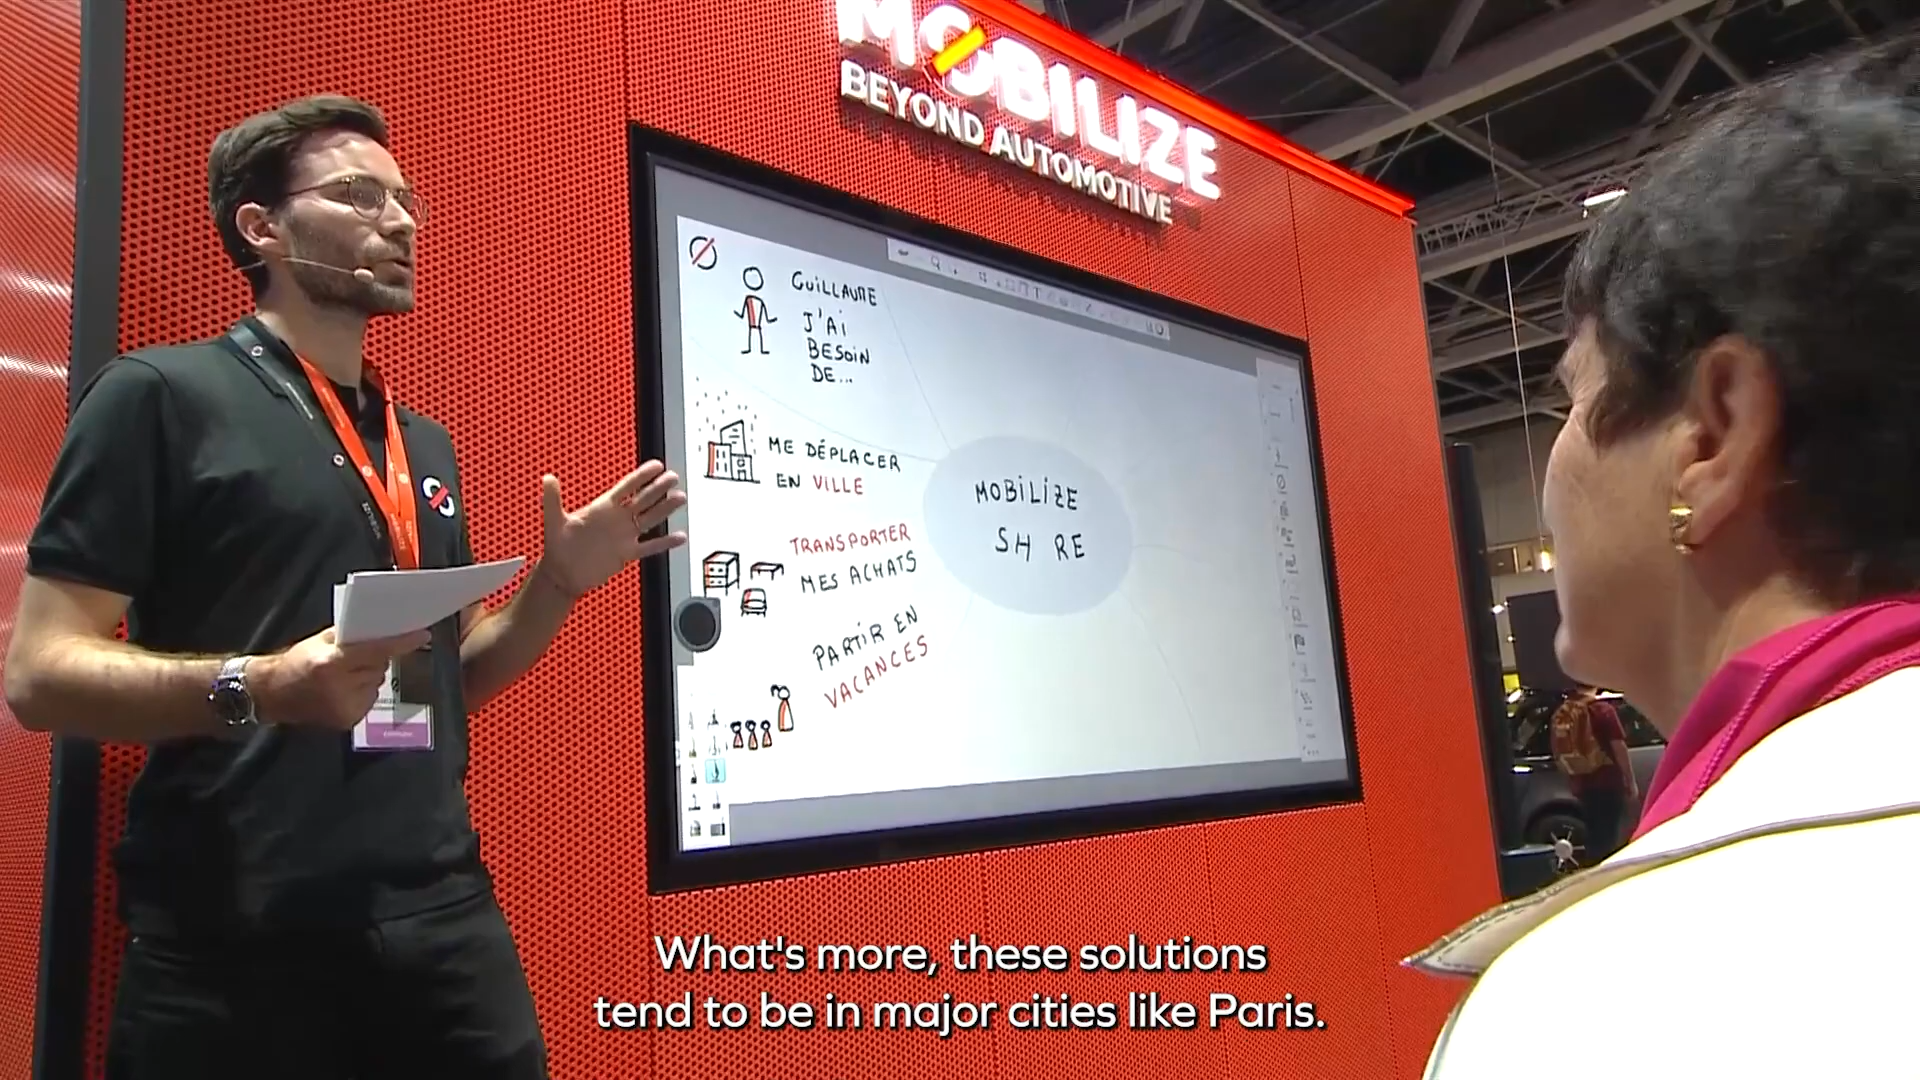 MOBILIZE
BEYOND AUTOMOTIVE
GUILLAUME
J'AI
BESOIN
DE...
ME DÉPLACER
EN VILLE
TRANSPORTER
MES ACHATS
PARTIR EN
VACANCES
MOBILIZE
SH RE
What's more, these solutions
tend to be in major cities like Paris.